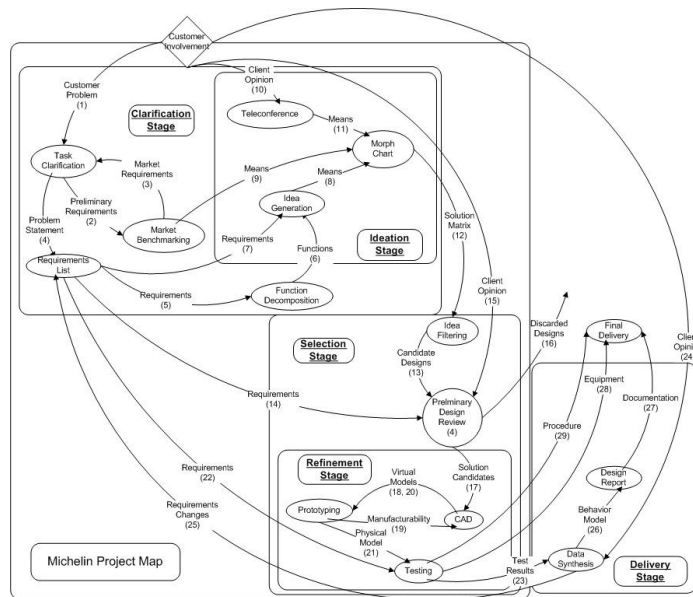 Customer
Involvement
Customer
Problem
(1)
Client
Opinion
(10)
Clarification
Stage
Teleconference
Means
(11)
Task
Clarification
Market
Requirements
(3)
Means
(9)
Means
(8)
Morph
Chart
Preliminary
Requirements
(2)
Idea
Generation
Problem
Statement
(4)
Market
Benchmarking
Solution
Matrix
(12)
Requirements
(7)
Functions
(6)
Ideation
Stage
Requirements
List
Requirements
(5)
Function
Decomposition
Client
Opinion
(15)
Idea
Filtering
Discarded
Designs
(16)
Final
Delivery
Client
Opinion
(24)
Selection
Stage
Candidate
Designs
(13)
Equipment
(28)
Documentation
(27)
Requirements
(14)
Prelminary
Design
Review
(4)
Procedure
(29)
Refinement
Stage
Virtual
Models
(18, 20)
Solution
Candidates
(17)
Requirements
(22)
Design
Report
Requirements
Changes
(25)
Prototyping
Manufacturability
(19)
CAD
Behavior
Model
(26)
Physical
Model
(21)
Michelin Project Map
Testing
Test
Results
(23)
Data
Synthesis
Delivery
Stage